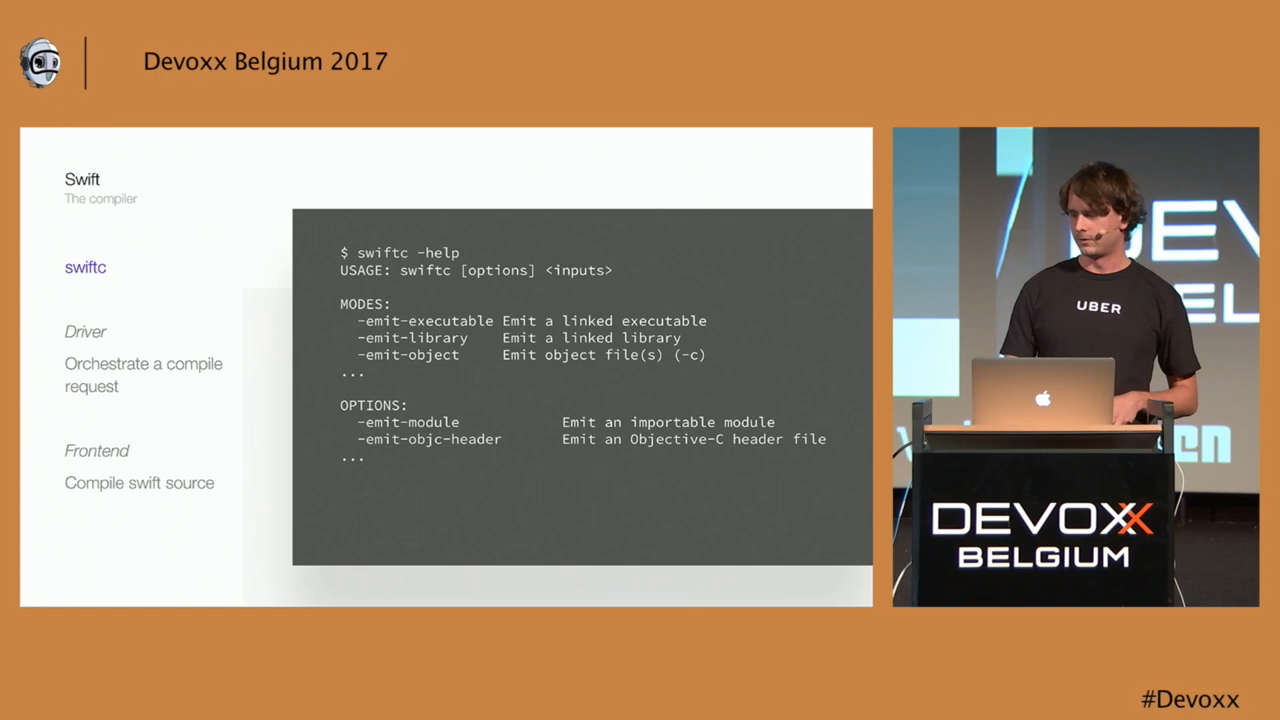 Devoxx Belgium 2017
Swift
The compiler
swiftc
Driver
Orchestrate a compile
request
Frontend
Compile swift source
$ swiftc -help
USAGE: swiftc [options] <inputs>
MODES:
-emit-executable Emit a linked executable
-emit-library Emit a linked library
-emit-object Emit object file(s) (-c)
...
OPTIONS:
-emit-module Emit an importable module
-emit-objc-header Emit an Objective-C header file
...
UBER
DEVOXX
BELGIUM
#Devoxx